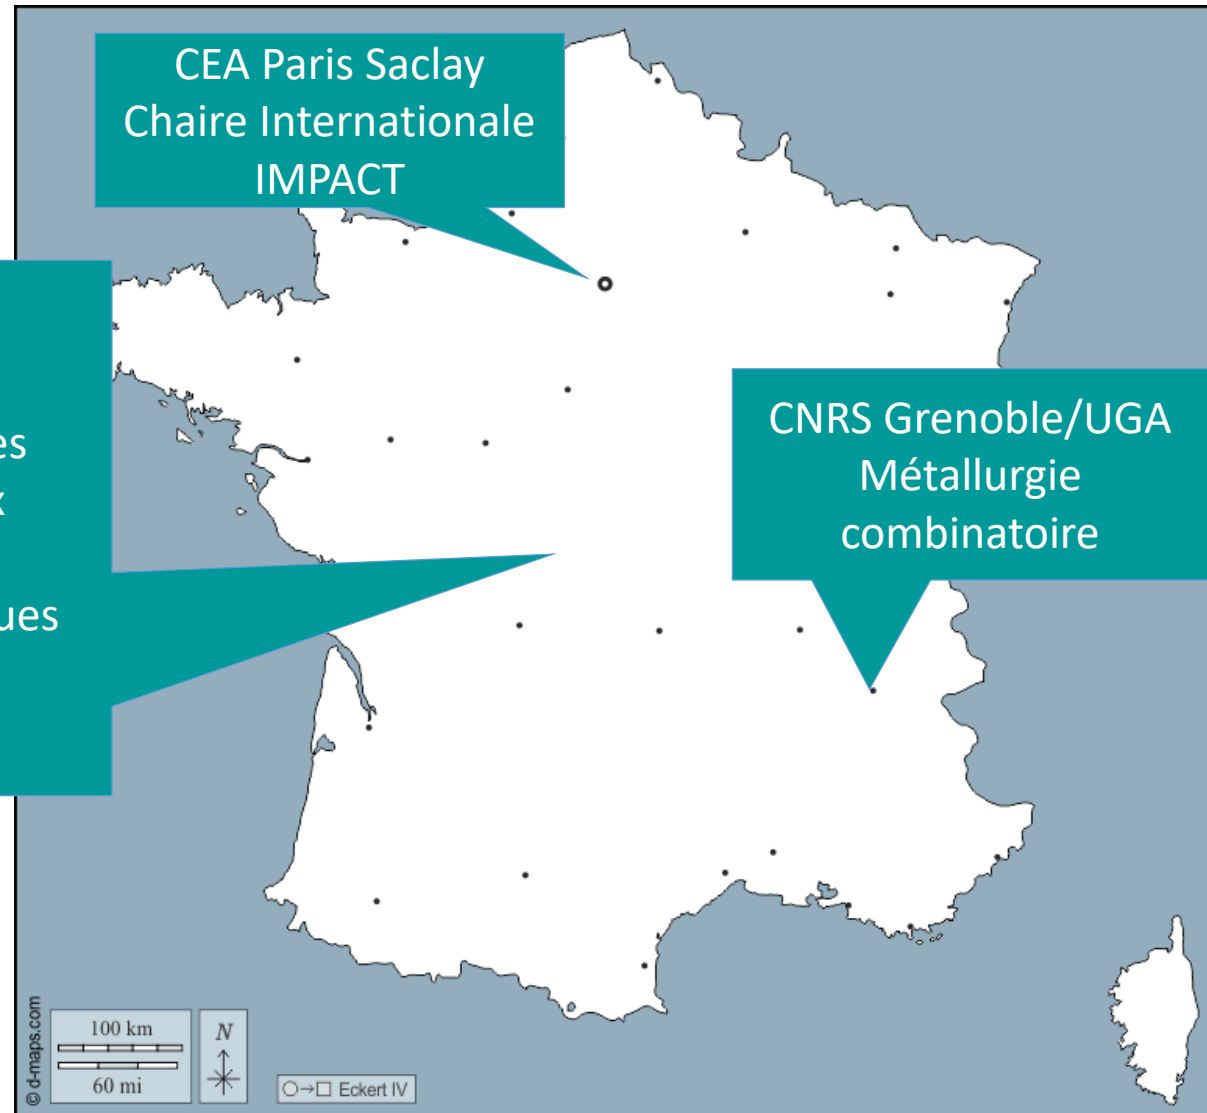 CEA Paris Saclay
Chaire Internationale
IMPACT
CNRS Grenoble/UGA
Métallurgie
combinatoire
100 km
60 mi
N
Eckert IV
© d-maps.com